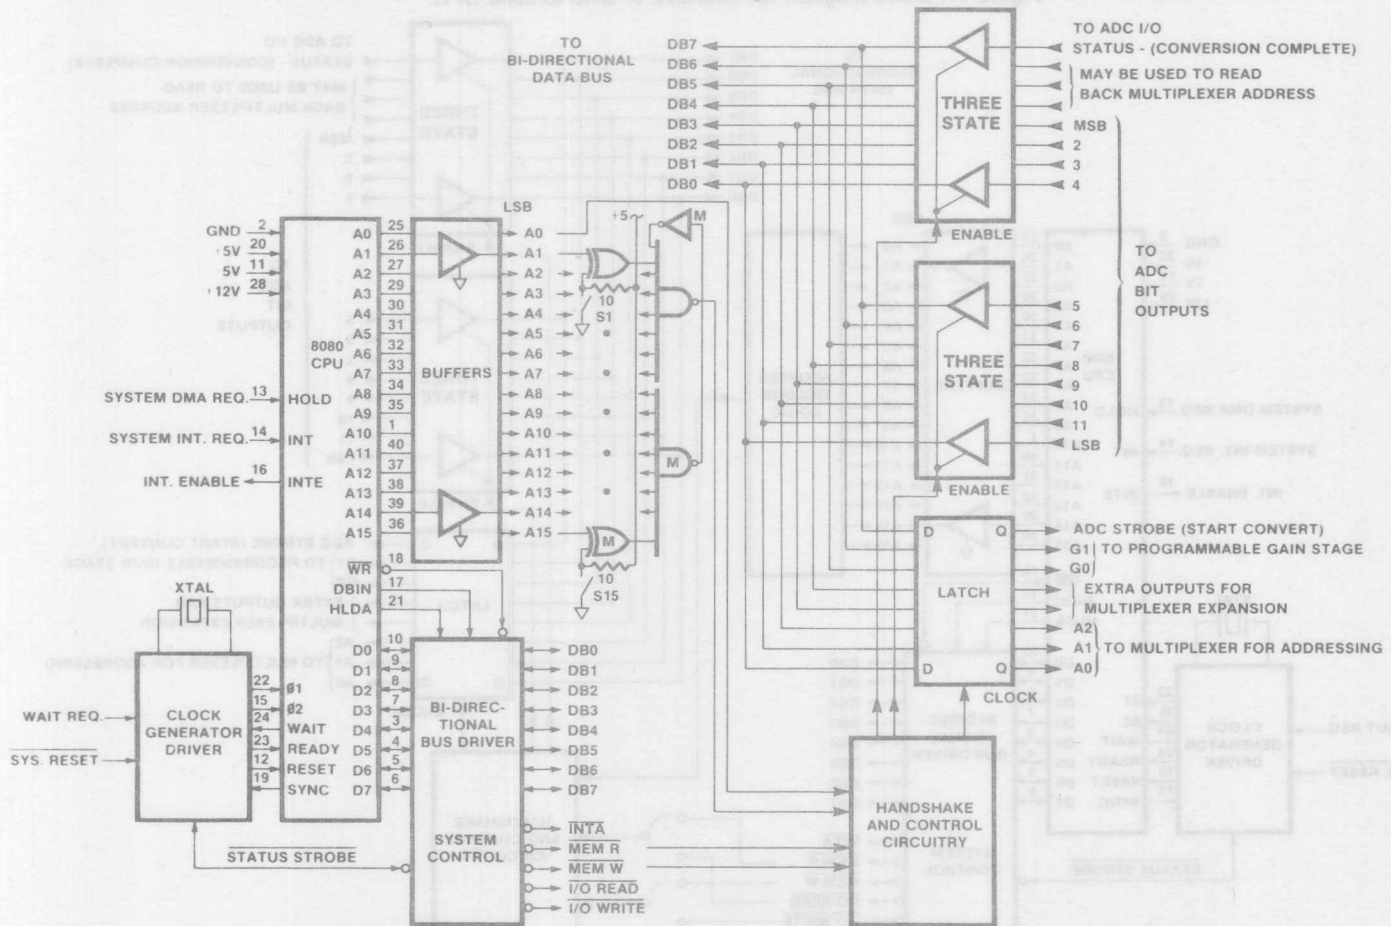 TO
BI-DIRECTIONAL
DATA BUS
DB7
DB6
DB5
DB4
DB3
DB2
DB1
DB0
THREE
STATE
ENABLE
TO ADC I/O
STATUS - (CONVERSION COMPLETE)
MAY BE USED TO READ
BACK MULTIPLEXER ADDRESS
MSB
2
3
4
TO
ADC
BIT
OUTPUTS
THREE
STATE
ENABLE
5
6
7
8
9
10
11
LSB
GND 2
5V 20
5V 11
12V 28
8080
CPU
SYSTEM DMA REQ. 13 HOLD
SYSTEM INT. REQ. 14 INT
INT. ENABLE 16 INTE
A0 25
A1 26
A2 27
A3 29
A4 30
A5 31
A6 32
A7 33
A8 34
A9 35
A10 1
A11 40
A12 37
A13 38
A14 39
A15 36
BUFFERS
LSB
A0
A1
A2
A3
A4
A5
A6
A7
A8
A9
A10
A11
A12
A13
A14
A15
+5
M
10
S1
M
M
10
S15
WR 18
DBIN 17
HLDA 21
D0 10
D1 9
D2 8
D3 7
D4 3
D5 4
D6 5
D7 6
BI-DIREC-
TIONAL
BUS DRIVER
DB0
DB1
DB2
DB3
DB4
DB5
DB6
DB7
XTAL
WAIT REQ.
SYS. RESET
CLOCK
GENERATOR
DRIVER
22 Ø1
15 Ø2
24 WAIT
23 READY
12 RESET
19 SYNC
STATUS STROBE
SYSTEM
CONTROL
INTA
MEM R
MEM W
I/O READ
I/O WRITE
D Q
LATCH
D Q
CLOCK
ADC STROBE (START CONVERT)
G1 TO PROGRAMMABLE GAIN STAGE
G0
EXTRA OUTPUTS FOR
MULTIPLEXER EXPANSION
A2
A1 TO MULTIPLEXER FOR ADDRESSING
A0
HANDSHAKE
AND CONTROL
CIRCUITRY